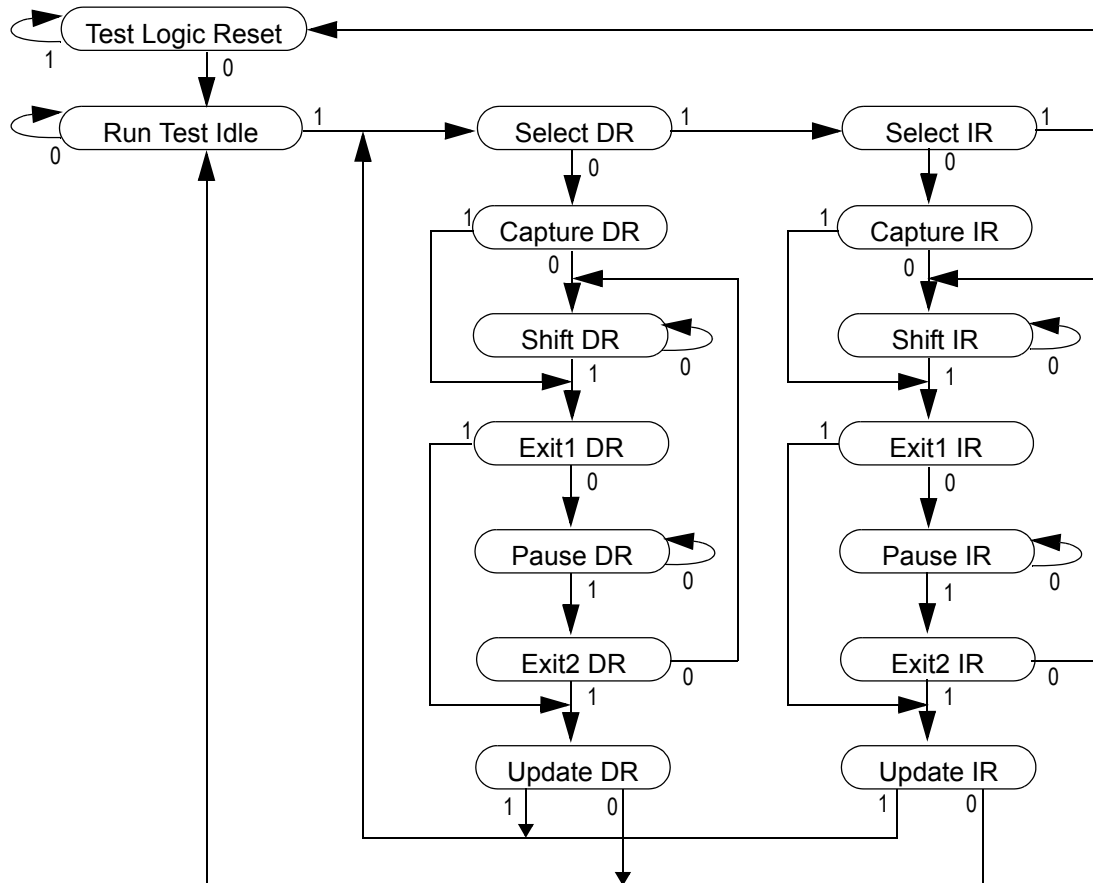 Test Logic Reset
1
0
Run Test Idle
1
Select DR
1
Select IR
1
0
0
0
1
Capture DR
1
Capture IR
0
0
Shift DR
0
Shift IR
0
1
1
1
Exit1 DR
1
Exit1 IR
0
0
Pause DR
0
Pause IR
0
1
1
Exit2 DR
0
Exit2 IR
0
1
1
Update DR
Update IR
1
0
1
0